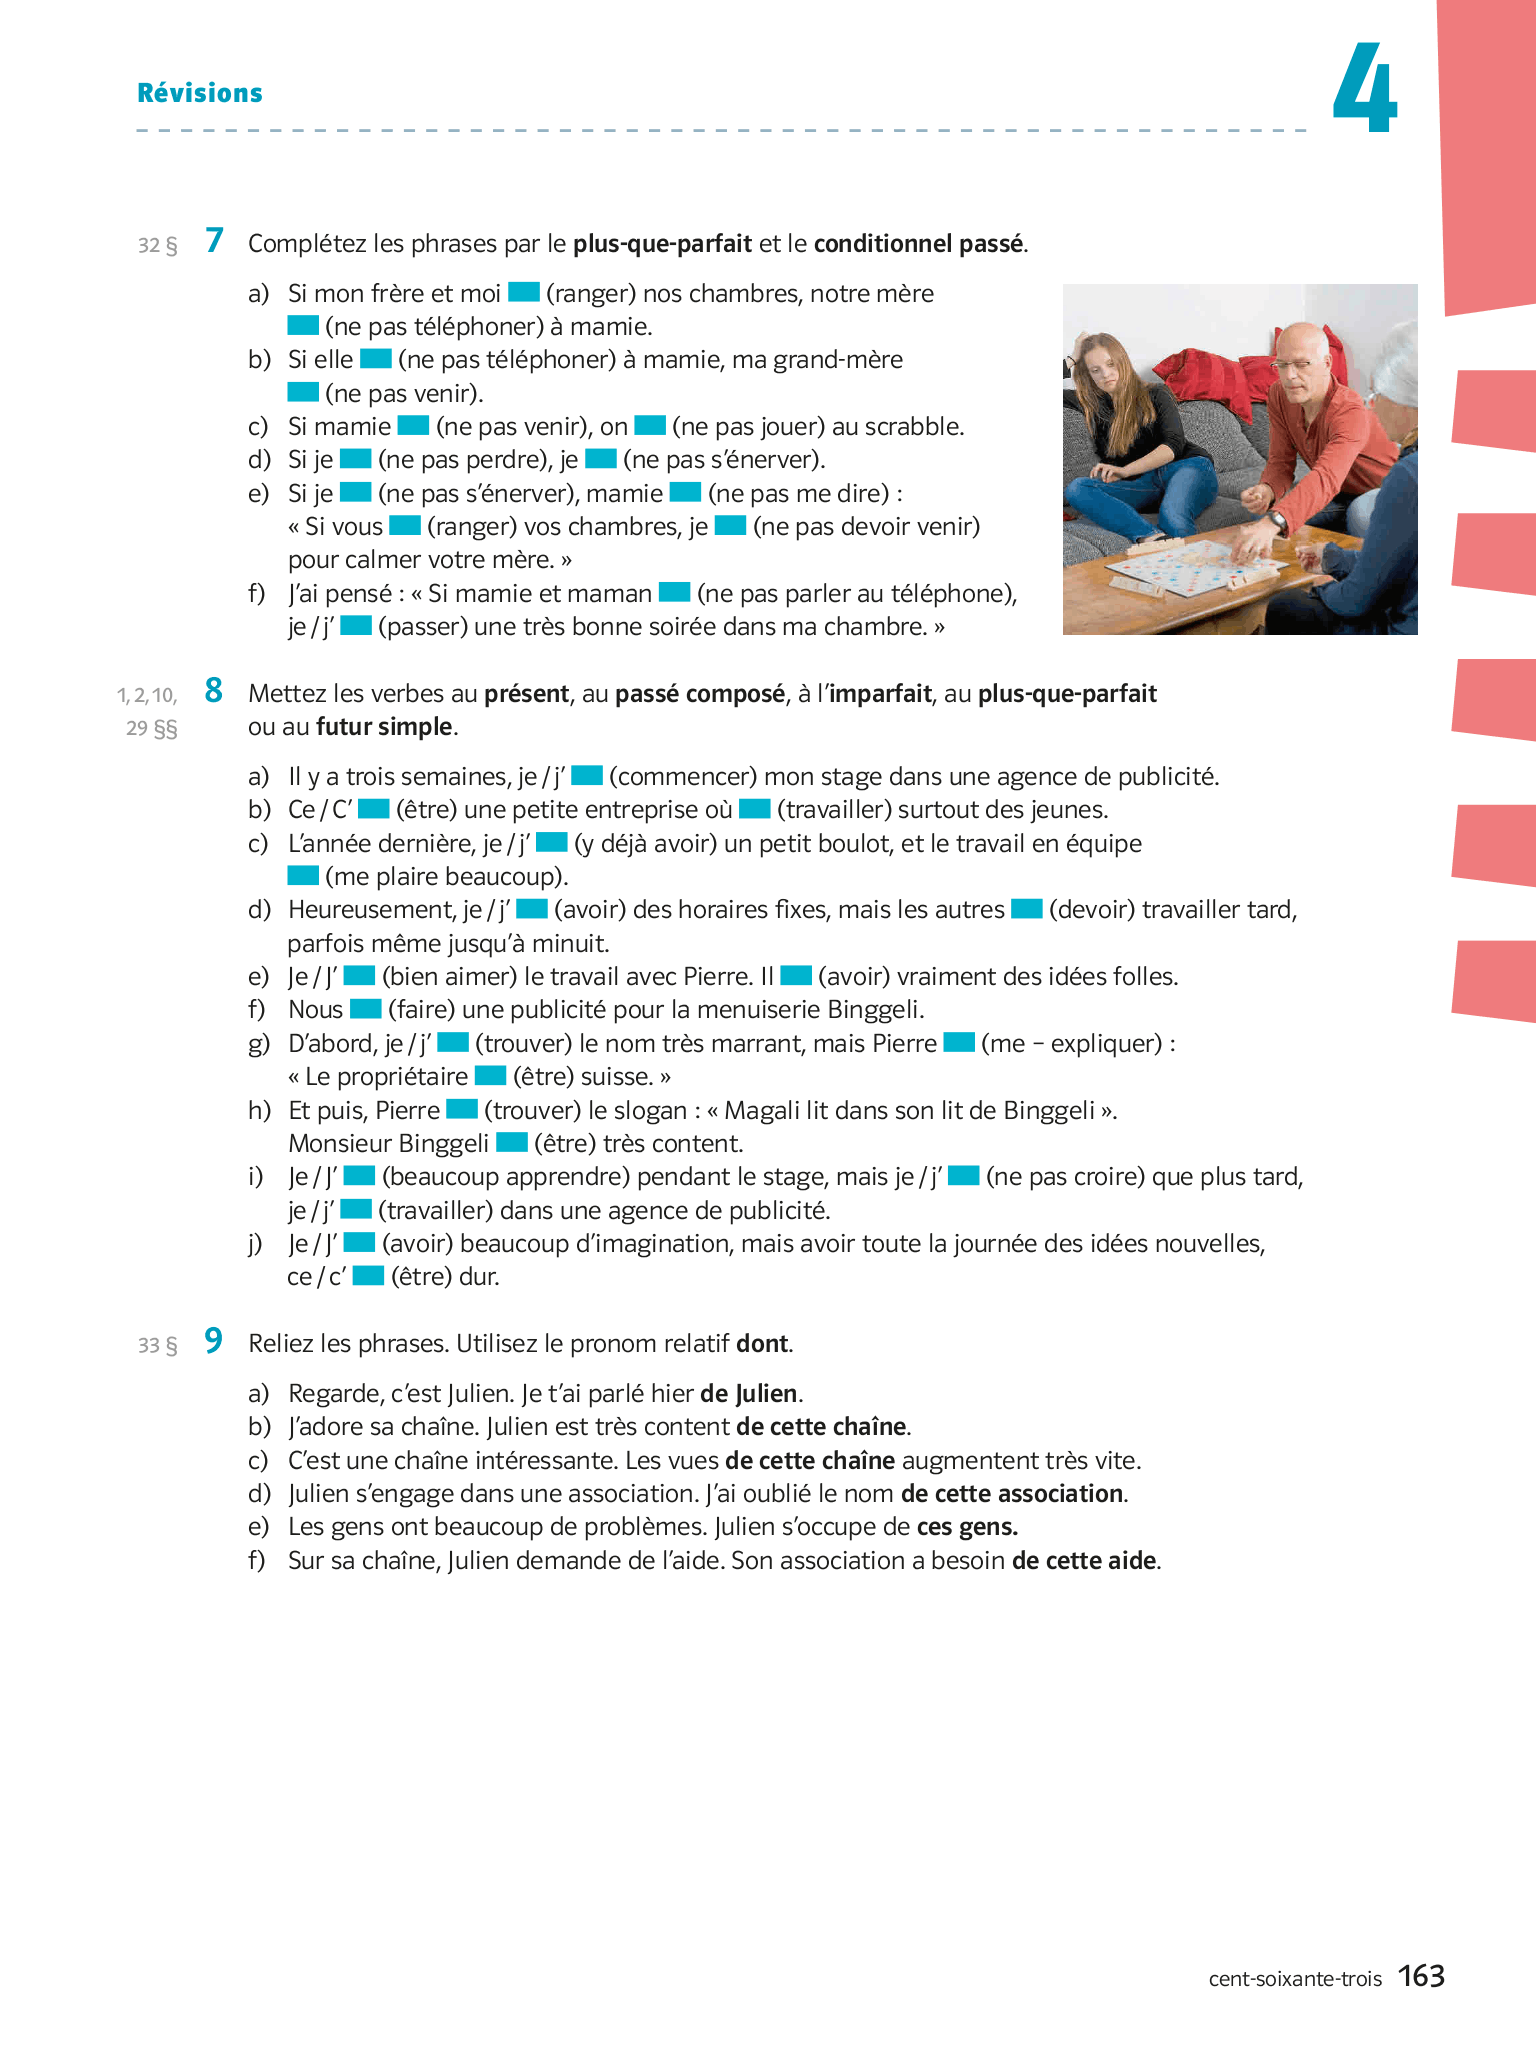 Révisions
4
32 § 7 Complétez les phrases par le plus-que-parfait et le conditionnel passé.
a) Si mon frère et moi (ranger) nos chambres, notre mère
(ne pas téléphoner) à mamie.
b) Si elle (ne pas téléphoner) à mamie, ma grand-mère
(ne pas venir).
c) Si mamie (ne pas venir), on (ne pas jouer) au scrabble.
d) Si je (ne pas perdre), je (ne pas s’énerver).
e) Si je (ne pas s’énerver), mamie (ne pas me dire) :
« Si vous (ranger) vos chambres, je (ne pas devoir venir)
pour calmer votre mère. »
f) J’ai pensé : « Si mamie et maman (ne pas parler au téléphone),
je / j’ (passer) une très bonne soirée dans ma chambre. »
1, 2, 10, 8 Mettez les verbes au présent, au passé composé, à l’imparfait, au plus-que-parfait
29 §§ ou au futur simple.
a) Il y a trois semaines, je / j’ (commencer) mon stage dans une agence de publicité.
b) Ce / C’ (être) une petite entreprise où (travailler) surtout des jeunes.
c) L’année dernière, je / j’ (y déjà avoir) un petit boulot, et le travail en équipe
(me plaire beaucoup).
d) Heureusement, je / j’ (avoir) des horaires fixes, mais les autres (devoir) travailler tard,
parfois même jusqu’à minuit.
e) Je / J’ (bien aimer) le travail avec Pierre. Il (avoir) vraiment des idées folles.
f) Nous (faire) une publicité pour la menuiserie Binggeli.
g) D’abord, je / j’ (trouver) le nom très marrant, mais Pierre (me – expliquer) :
« Le propriétaire (être) suisse. »
h) Et puis, Pierre (trouver) le slogan : « Magali lit dans son lit de Binggeli ».
Monsieur Binggeli (être) très content.
i) Je / J’ (beaucoup apprendre) pendant le stage, mais je / j’ (ne pas croire) que plus tard,
je / j’ (travailler) dans une agence de publicité.
j) Je / J’ (avoir) beaucoup d’imagination, mais avoir toute la journée des idées nouvelles,
ce / c’ (être) dur.
33 § 9 Reliez les phrases. Utilisez le pronom relatif dont.
a) Regarde, c’est Julien. Je t’ai parlé hier de Julien.
b) J’adore sa chaîne. Julien est très content de cette chaîne.
c) C’est une chaîne intéressante. Les vues de cette chaîne augmentent très vite.
d) Julien s’engage dans une association. J’ai oublié le nom de cette association.
e) Les gens ont beaucoup de problèmes. Julien s’occupe de ces gens.
f) Sur sa chaîne, Julien demande de l’aide. Son association a besoin de cette aide.
cent-soixante-trois 163